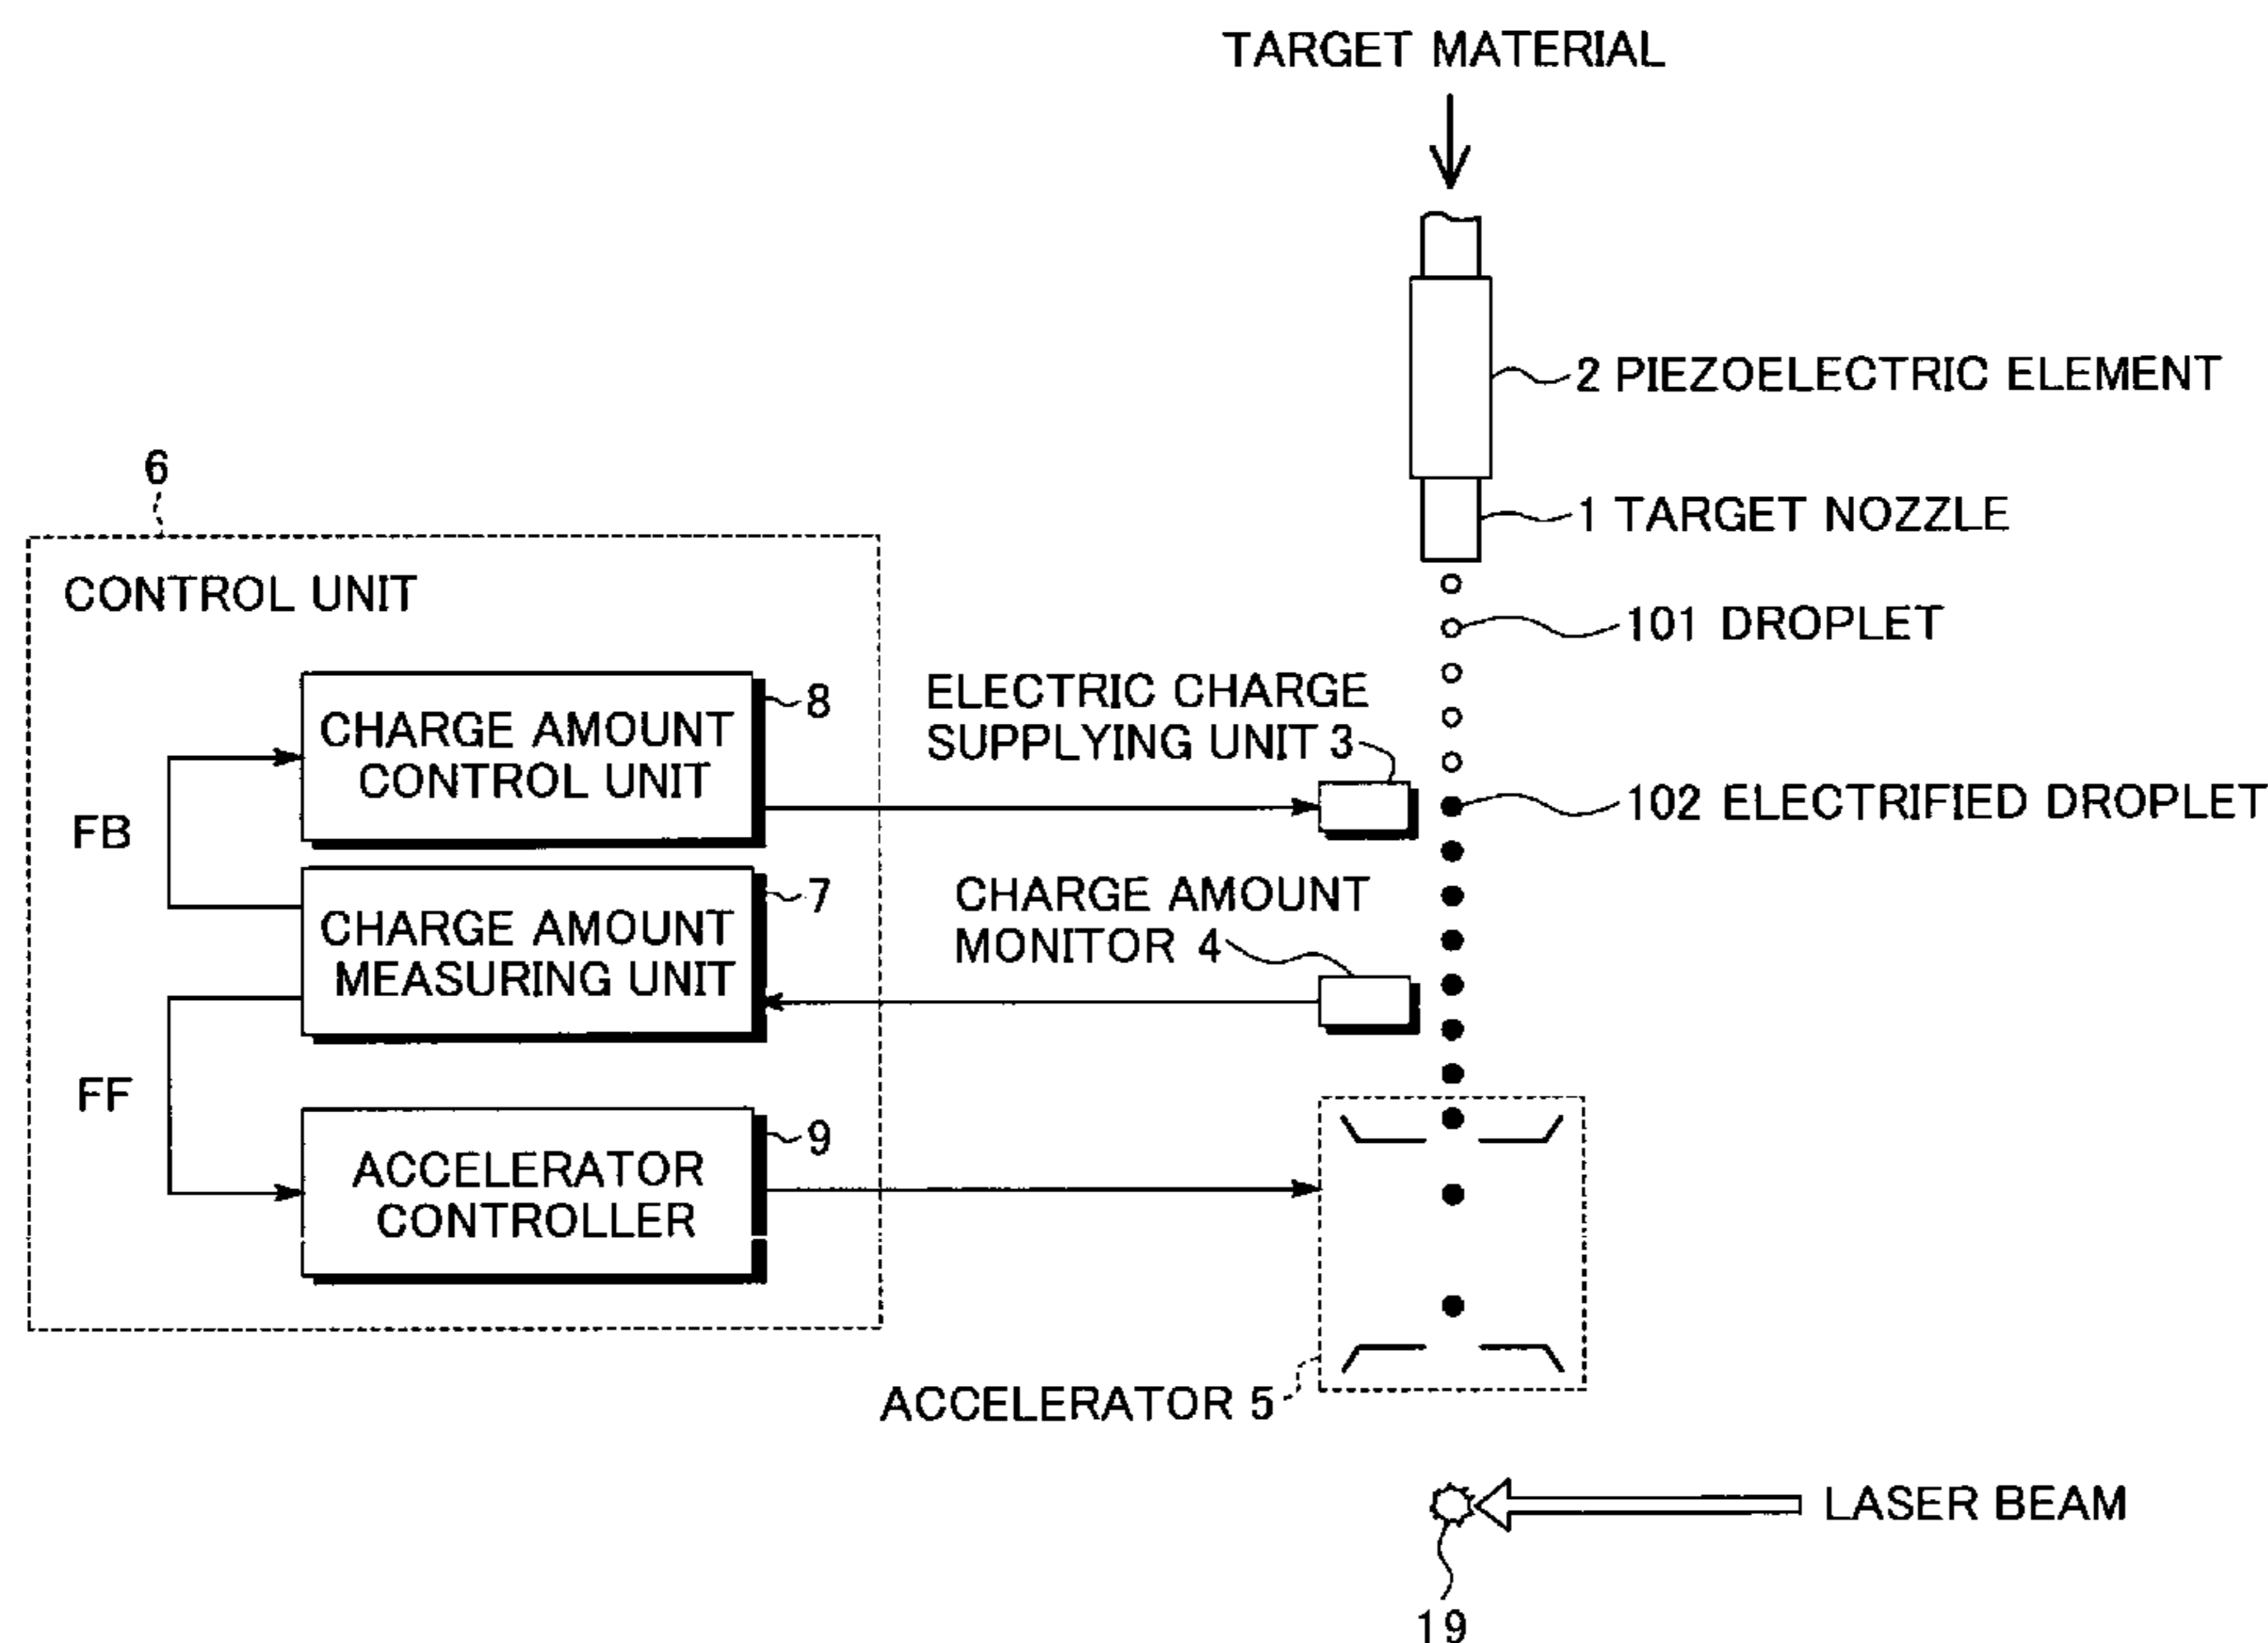 TARGET MATERIAL
2 PIEZOELECTRIC ELEMENT
1 TARGET NOZZLE
101 DROPLET
6
CONTROL UNIT
CHARGE AMOUNT
CONTROL UNIT
8
ELECTRIC CHARGE
SUPPLYING UNIT 3
102 ELECTRIFIED DROPLET
FB
CHARGE AMOUNT
MEASURING UNIT
7
CHARGE AMOUNT
MONITOR 4
FF
ACCELERATOR
CONTROLLER
9
ACCELERATOR 5
LASER BEAM
19